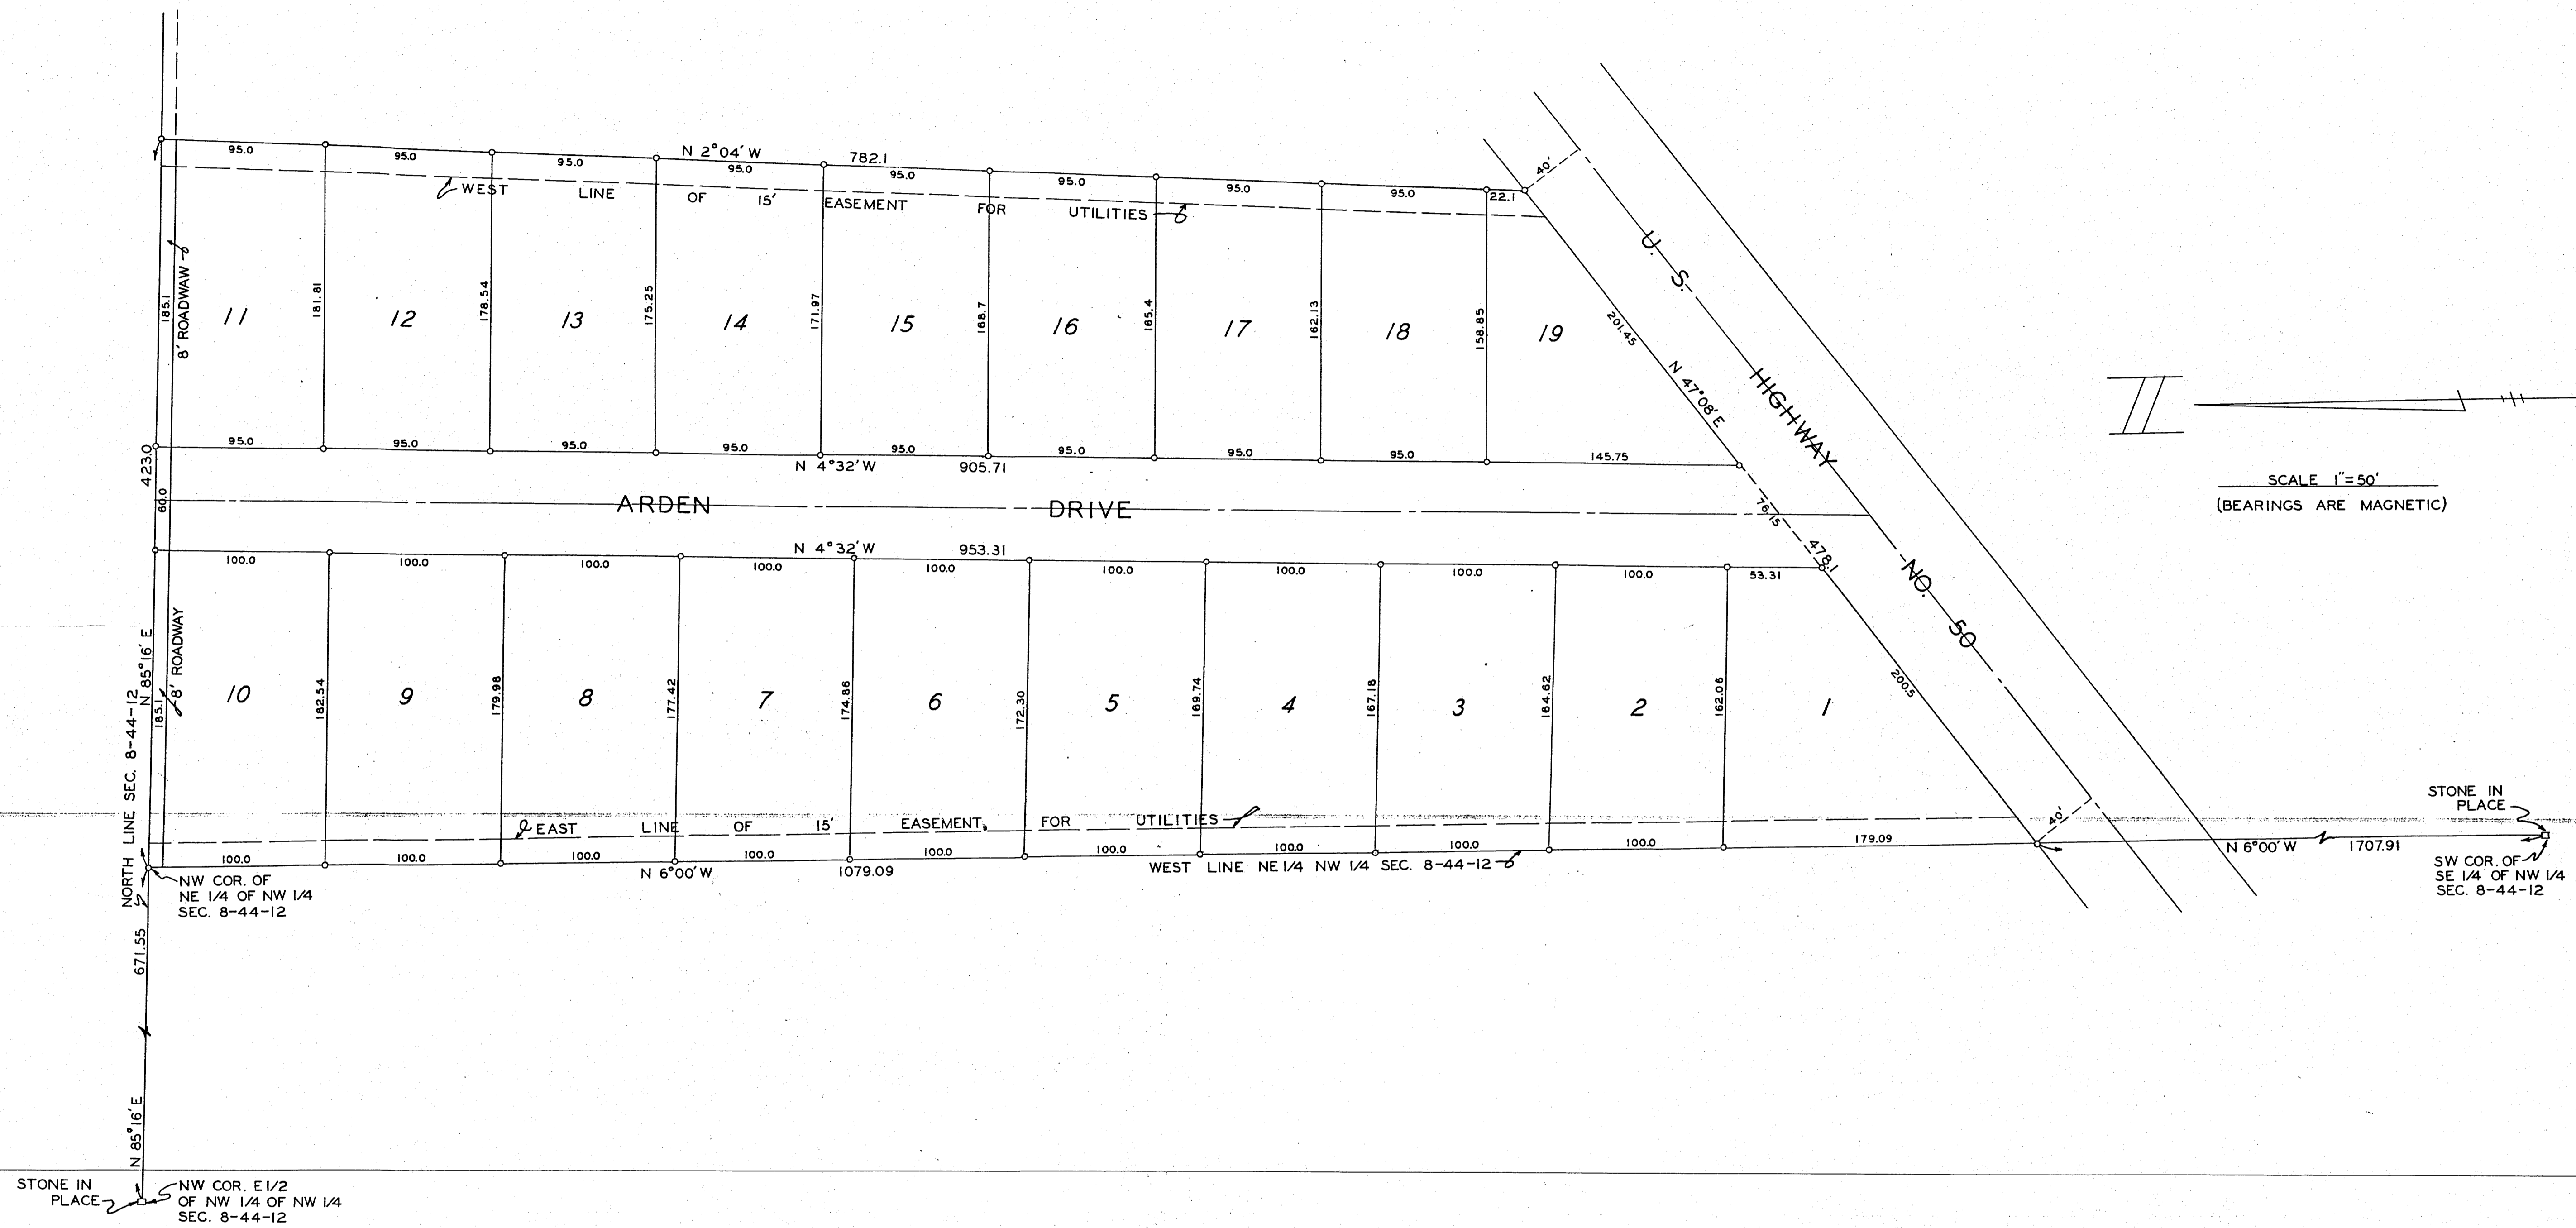 N 2°04' W 782.1
95.0 95.0 95.0 95.0 95.0 95.0 95.0 95.0 22.1
40'
WEST LINE OF 15' EASEMENT FOR UTILITIES
8' ROADWAW
185.1 181.81 178.54 175.25 171.97 168.7 165.4 162.13 158.85
11 12 13 14 15 16 17 18 19
201.45
N 47°08' E
U. S. HIGHWAY NO. 50
95.0 95.0 95.0 95.0 95.0 95.0 95.0 95.0 145.75
N 4°32' W 905.71
423.0
60.0
ARDEN DRIVE
76.15
478.1
N 4°32' W 953.31
100.0 100.0 100.0 100.0 100.0 100.0 100.0 100.0 100.0 53.31
SCALE 1"=50'
(BEARINGS ARE MAGNETIC)
NORTH LINE SEC. 8-44-12
N 85°16' E
185.1
8' ROADWAY
182.54 179.98 177.42 174.86 172.30 169.74 167.18 164.62 162.06
10 9 8 7 6 5 4 3 2 1
200.5
EAST LINE OF 15' EASEMENT FOR UTILITIES
40'
100.0 100.0 100.0 100.0 100.0 100.0 100.0 100.0 100.0 179.09
N 6°00' W 1079.09
WEST LINE NE 1/4 NW 1/4 SEC. 8-44-12
N 6°00' W 1707.91
STONE IN
PLACE
SW COR. OF
SE 1/4 OF NW 1/4
SEC. 8-44-12
NW COR. OF
NE 1/4 OF NW 1/4
SEC. 8-44-12
671.55
N 85°16' E
STONE IN
PLACE
NW COR. E 1/2
OF NW 1/4 OF NW 1/4
SEC. 8-44-12